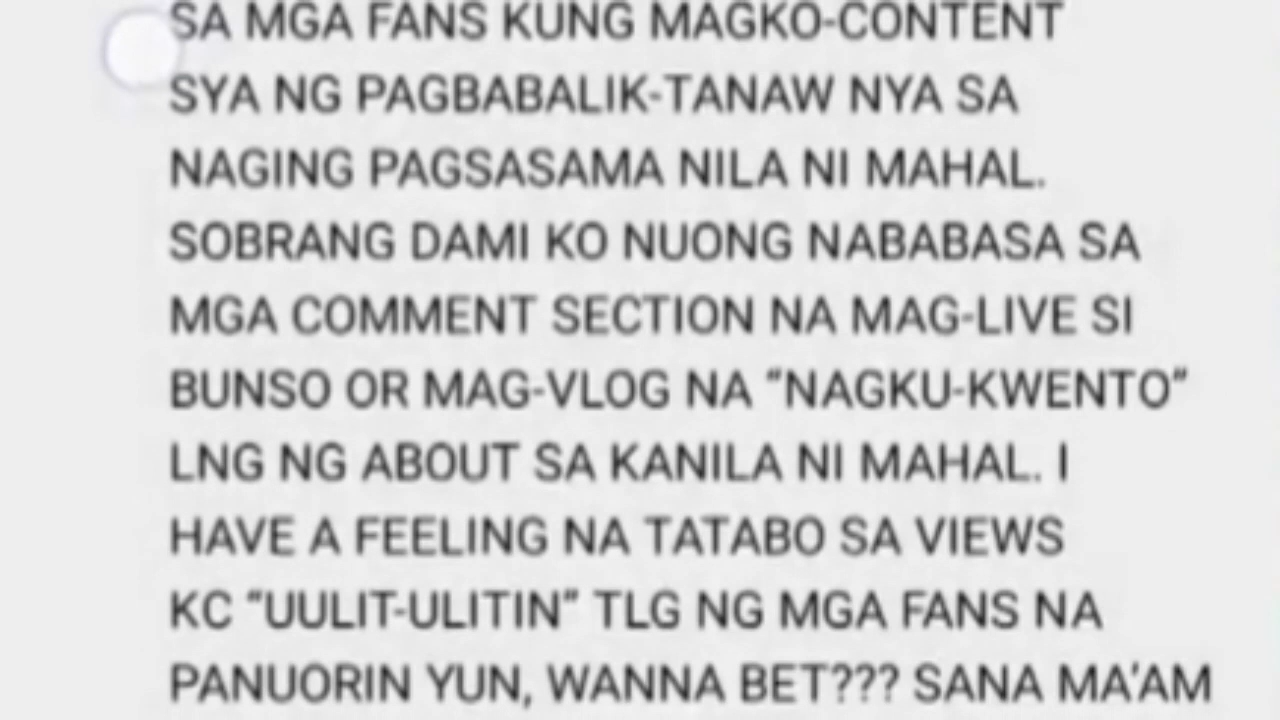 SA MGA FANS KUNG MAGKO-CONTENT
SYA NG PAGBABALIK-TANAW NYA SA
NAGING PAGSASAMA NILA NI MAHAL.
SOBRANG DAMI KO NUONG NABABASA SA
MGA COMMENT SECTION NA MAG-LIVE SI
BUNSO OR MAG-VLOG NA “NAGKU-KWENTO”
LNG NG ABOUT SA KANILA NI MAHAL. I
HAVE A FEELING NA TATABO SA VIEWS
KC “UULIT-ULITIN” TLG NG MGA FANS NA
PANUORIN YUN, WANNA BET??? SANA MA’AM